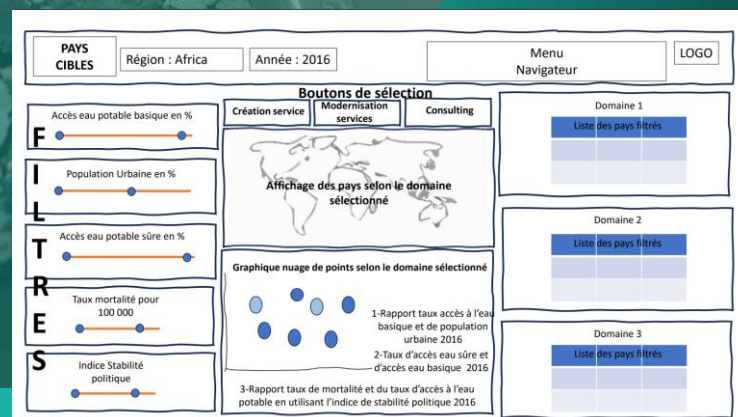 PAYS
CIBLES
Région : Africa
Année : 2016
Menu
Navigateur
LOGO
Boutons de sélection
F
I
L
T
R
E
S
Accès eau potable basique en %
Population Urbaine en %
Accès eau potable sûre en %
Taux mortalité pour
100 000
Indice Stabilité
politique
Création service
Modernisation
services
Consulting
Affichage des pays selon le domaine
sélectionné
Graphique nuage de points selon le domaine sélectionné
1-Rapport taux accès à l'eau
basique et de population
urbaine 2016
2-Taux d'accès eau sûre et
d'accès eau basique 2016
3-Rapport taux de mortalité et du taux d'accès à l'eau
potable en utilisant l'indice de stabilité politique 2016
Domaine 1
Liste des pays filtrés
Domaine 2
Liste des pays filtrés
Domaine 3
Liste des pays filtrés